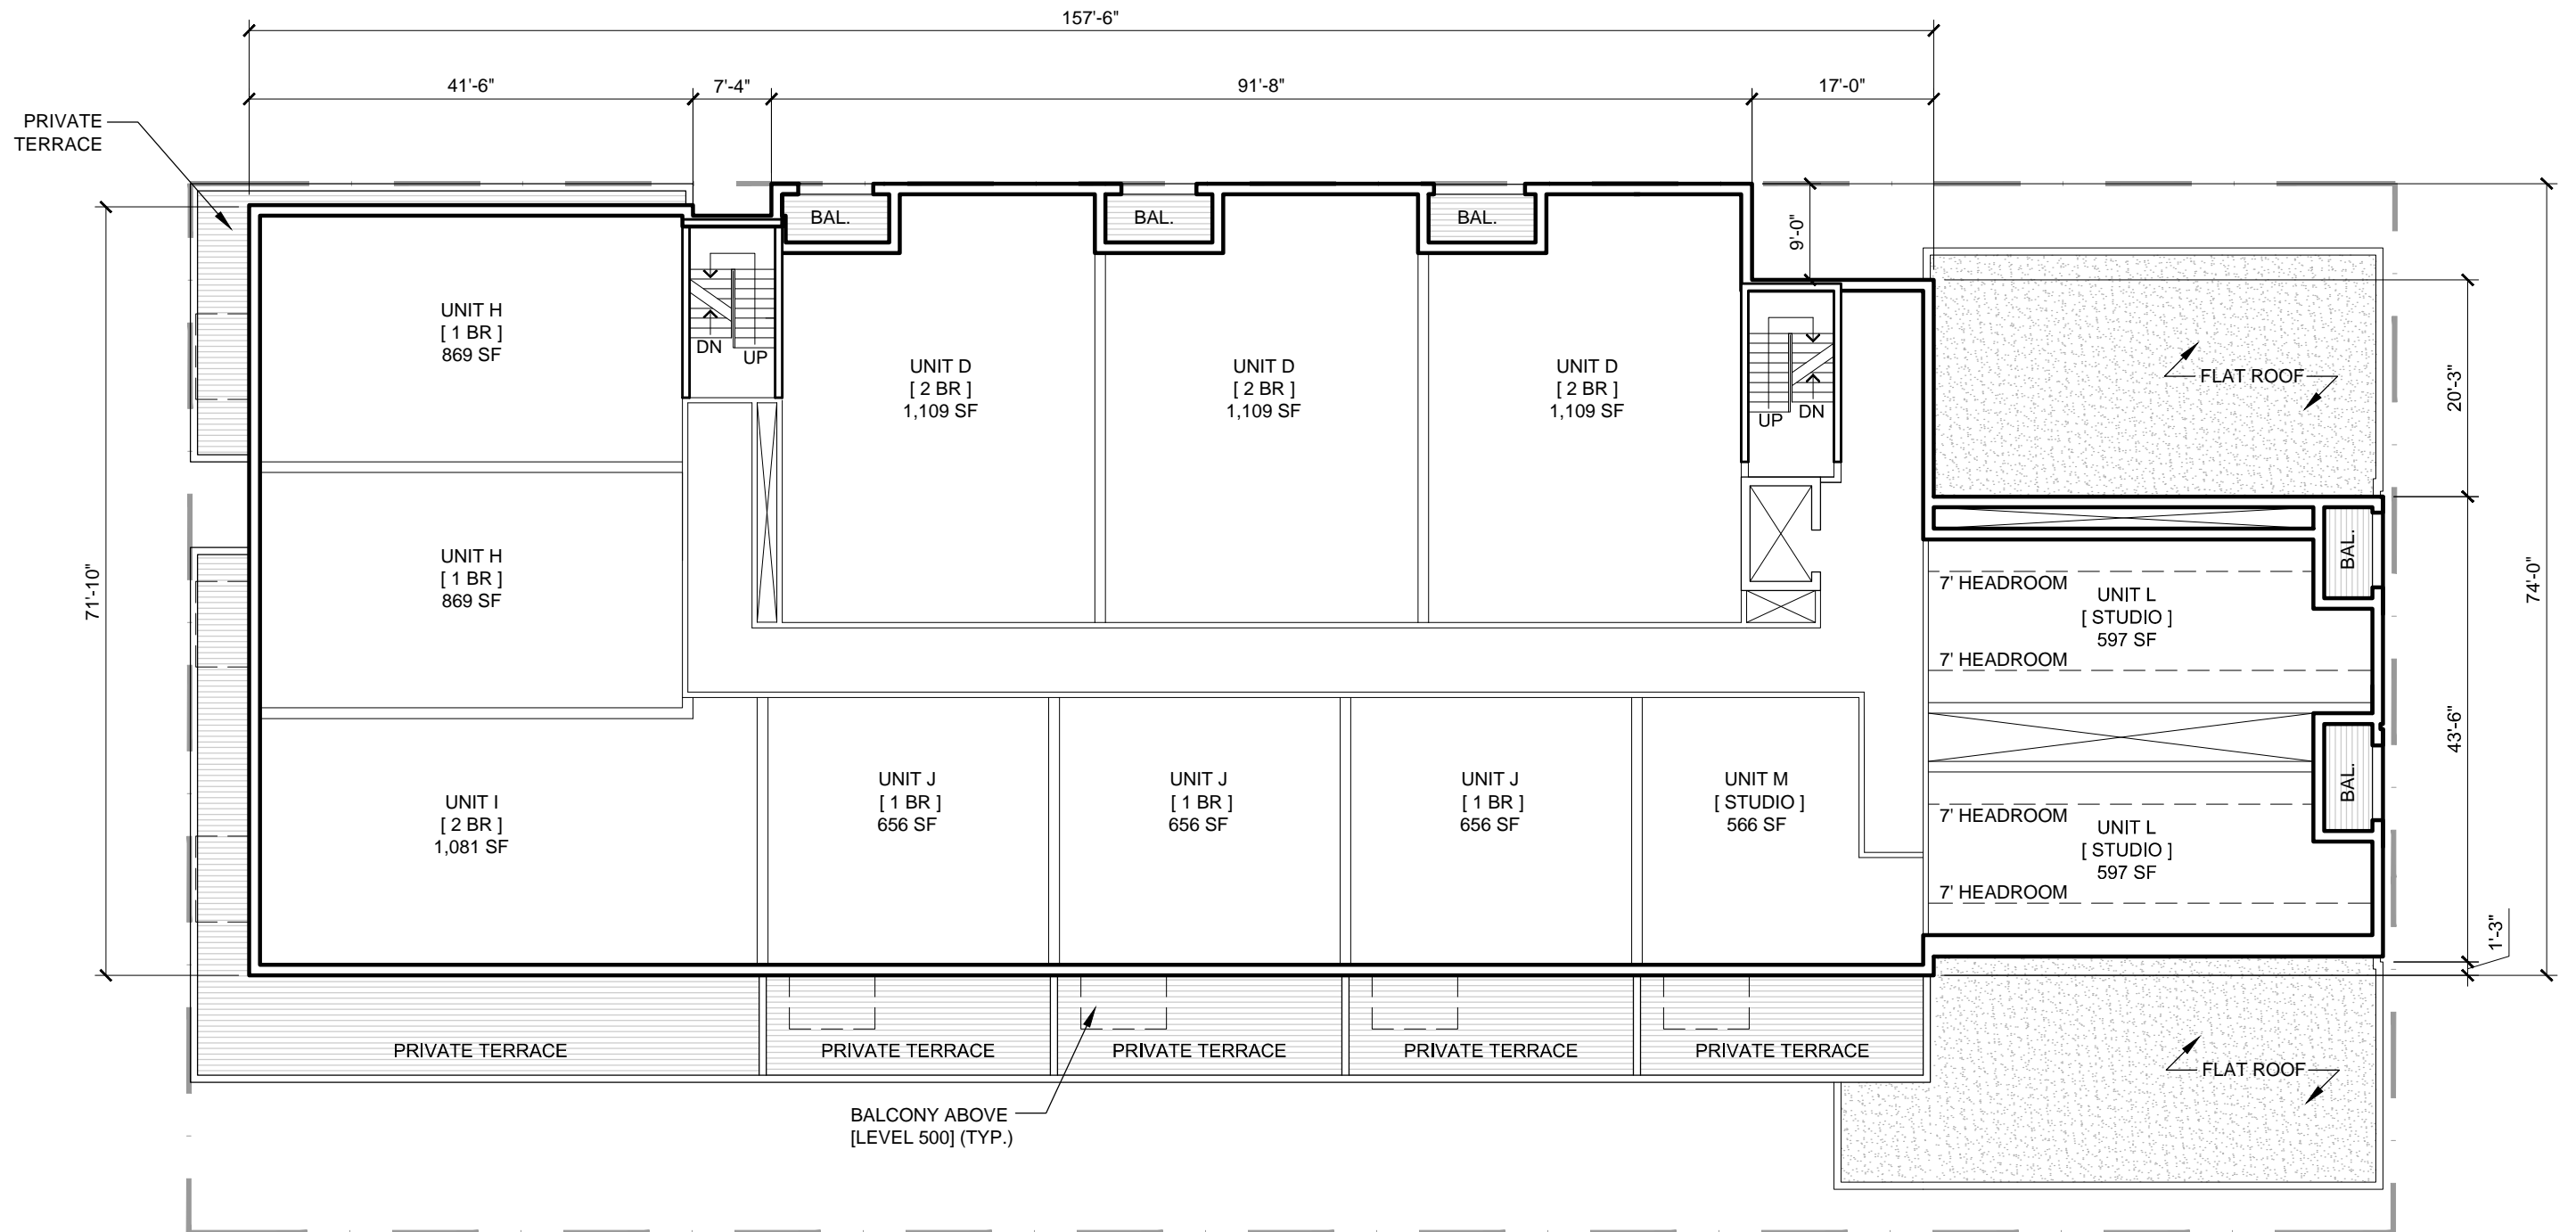 157'-6"
41'-6"
7'-4"
91'-8"
17'-0"
PRIVATE
TERRACE
BAL.
BAL.
BAL.
9'-0"
UNIT H
[ 1 BR ]
869 SF
DN
UP
UNIT D
[ 2 BR ]
1,109 SF
UNIT D
[ 2 BR ]
1,109 SF
UNIT D
[ 2 BR ]
1,109 SF
UP
DN
FLAT ROOF
20'-3"
74'-0"
71'-10"
UNIT H
[ 1 BR ]
869 SF
BAL.
7' HEADROOM
UNIT L
[ STUDIO ]
597 SF
7' HEADROOM
43'-6"
UNIT I
[ 2 BR ]
1,081 SF
UNIT J
[ 1 BR ]
656 SF
UNIT J
[ 1 BR ]
656 SF
UNIT J
[ 1 BR ]
656 SF
UNIT M
[ STUDIO ]
566 SF
BAL.
7' HEADROOM
UNIT L
[ STUDIO ]
597 SF
7' HEADROOM
1'-3"
PRIVATE TERRACE
PRIVATE TERRACE
PRIVATE TERRACE
PRIVATE TERRACE
PRIVATE TERRACE
FLAT ROOF
BALCONY ABOVE
[LEVEL 500] (TYP.)